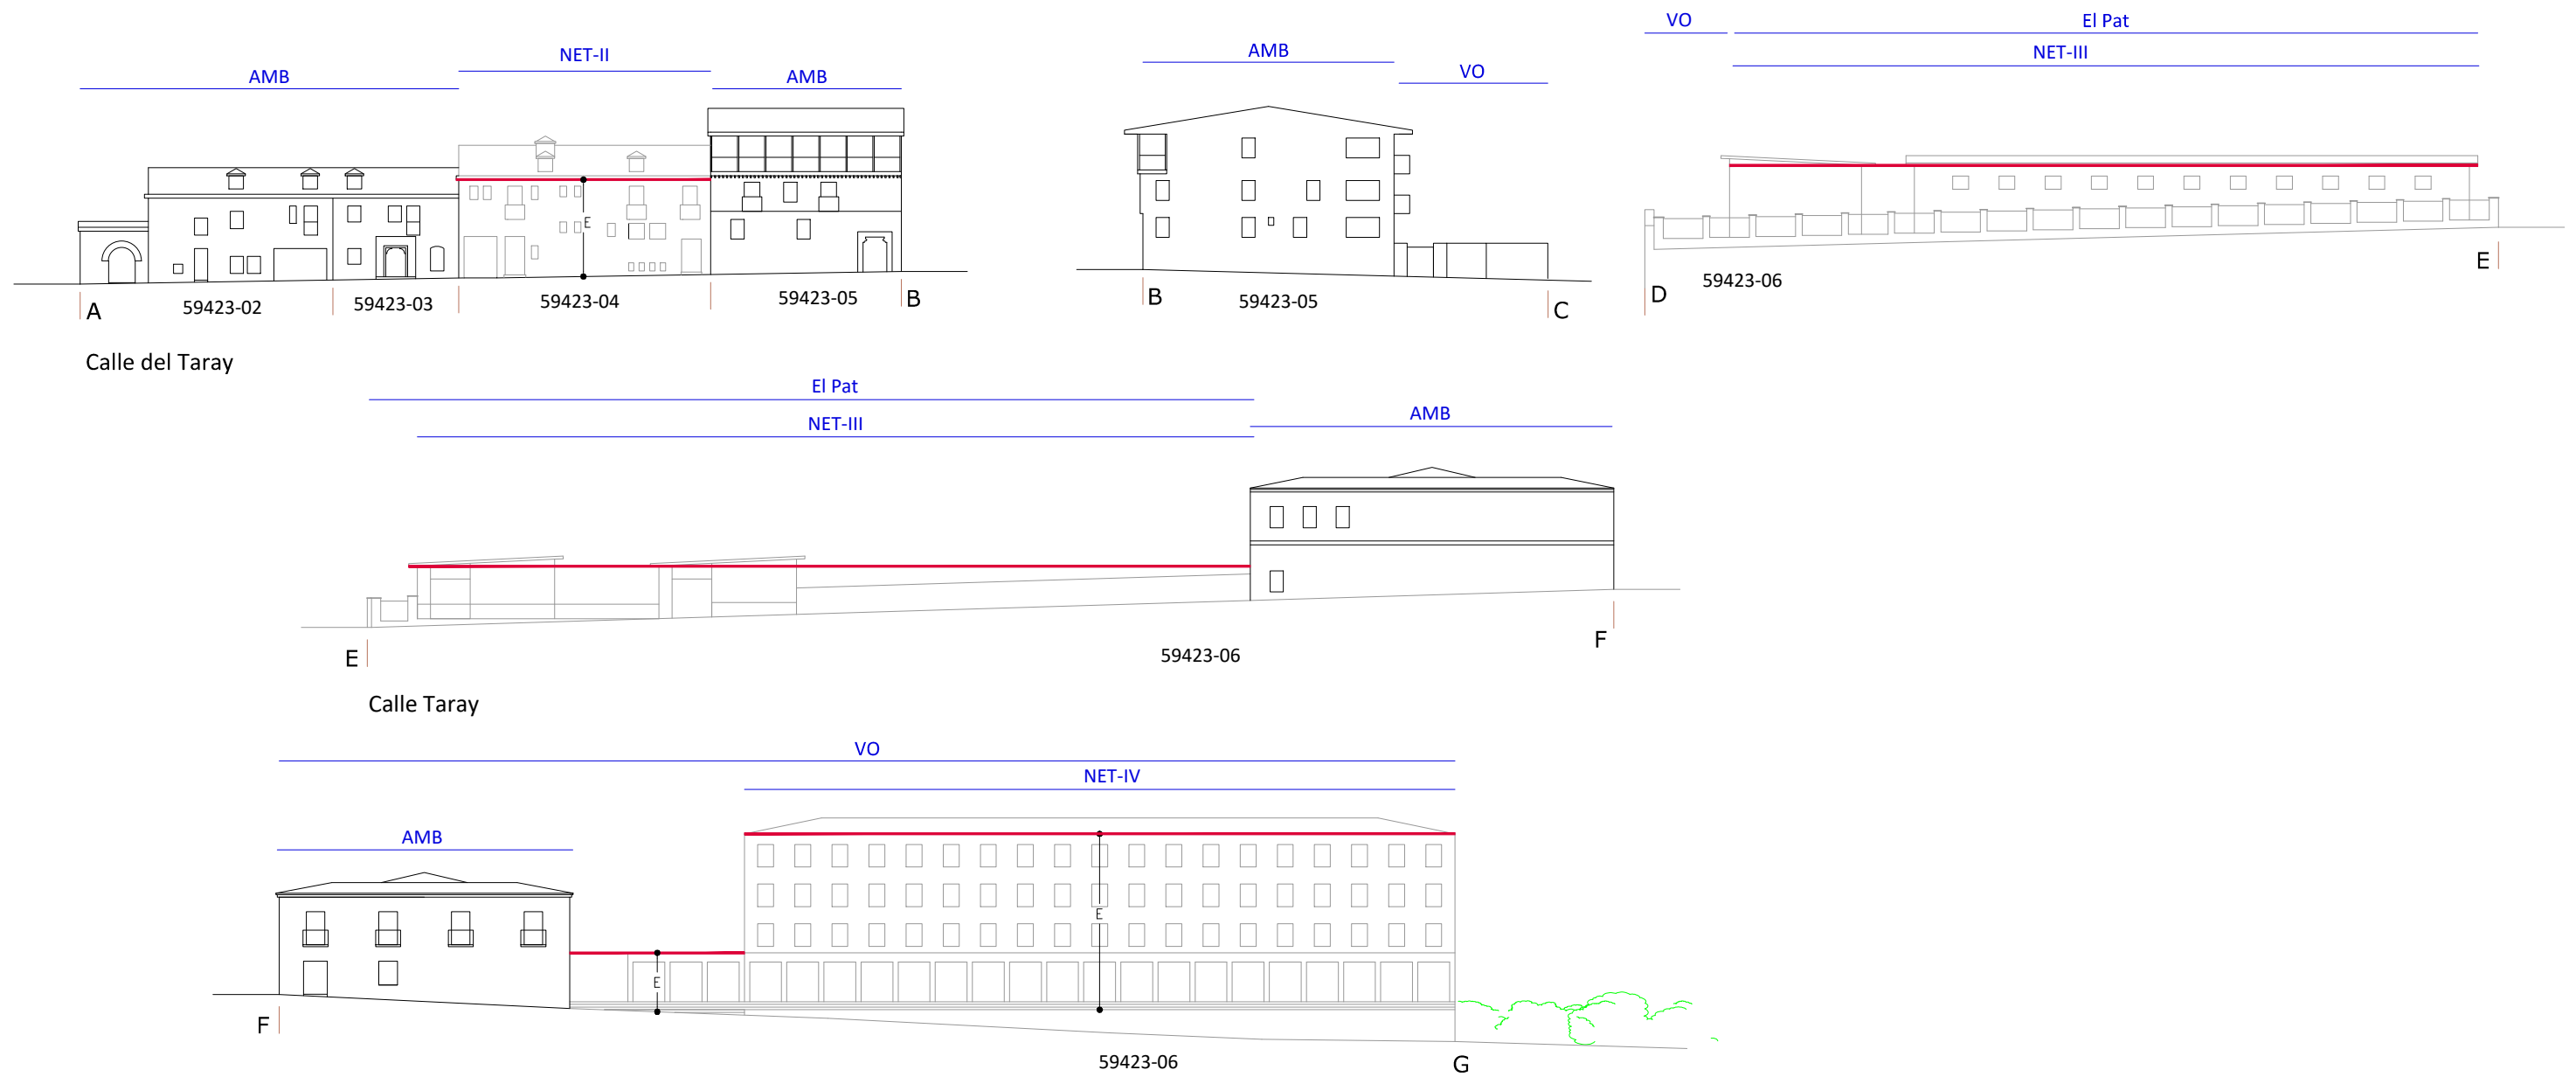 VO
El Pat
NET-II
AMB
NET-III
AMB
AMB
VO
E
E
59423-02
59423-03
59423-04
59423-05
A
B
B
59423-05
C
D
59423-06
Calle del Taray
El Pat
AMB
NET-III
E
59423-06
F
Calle Taray
VO
NET-IV
AMB
E
E
F
59423-06
G